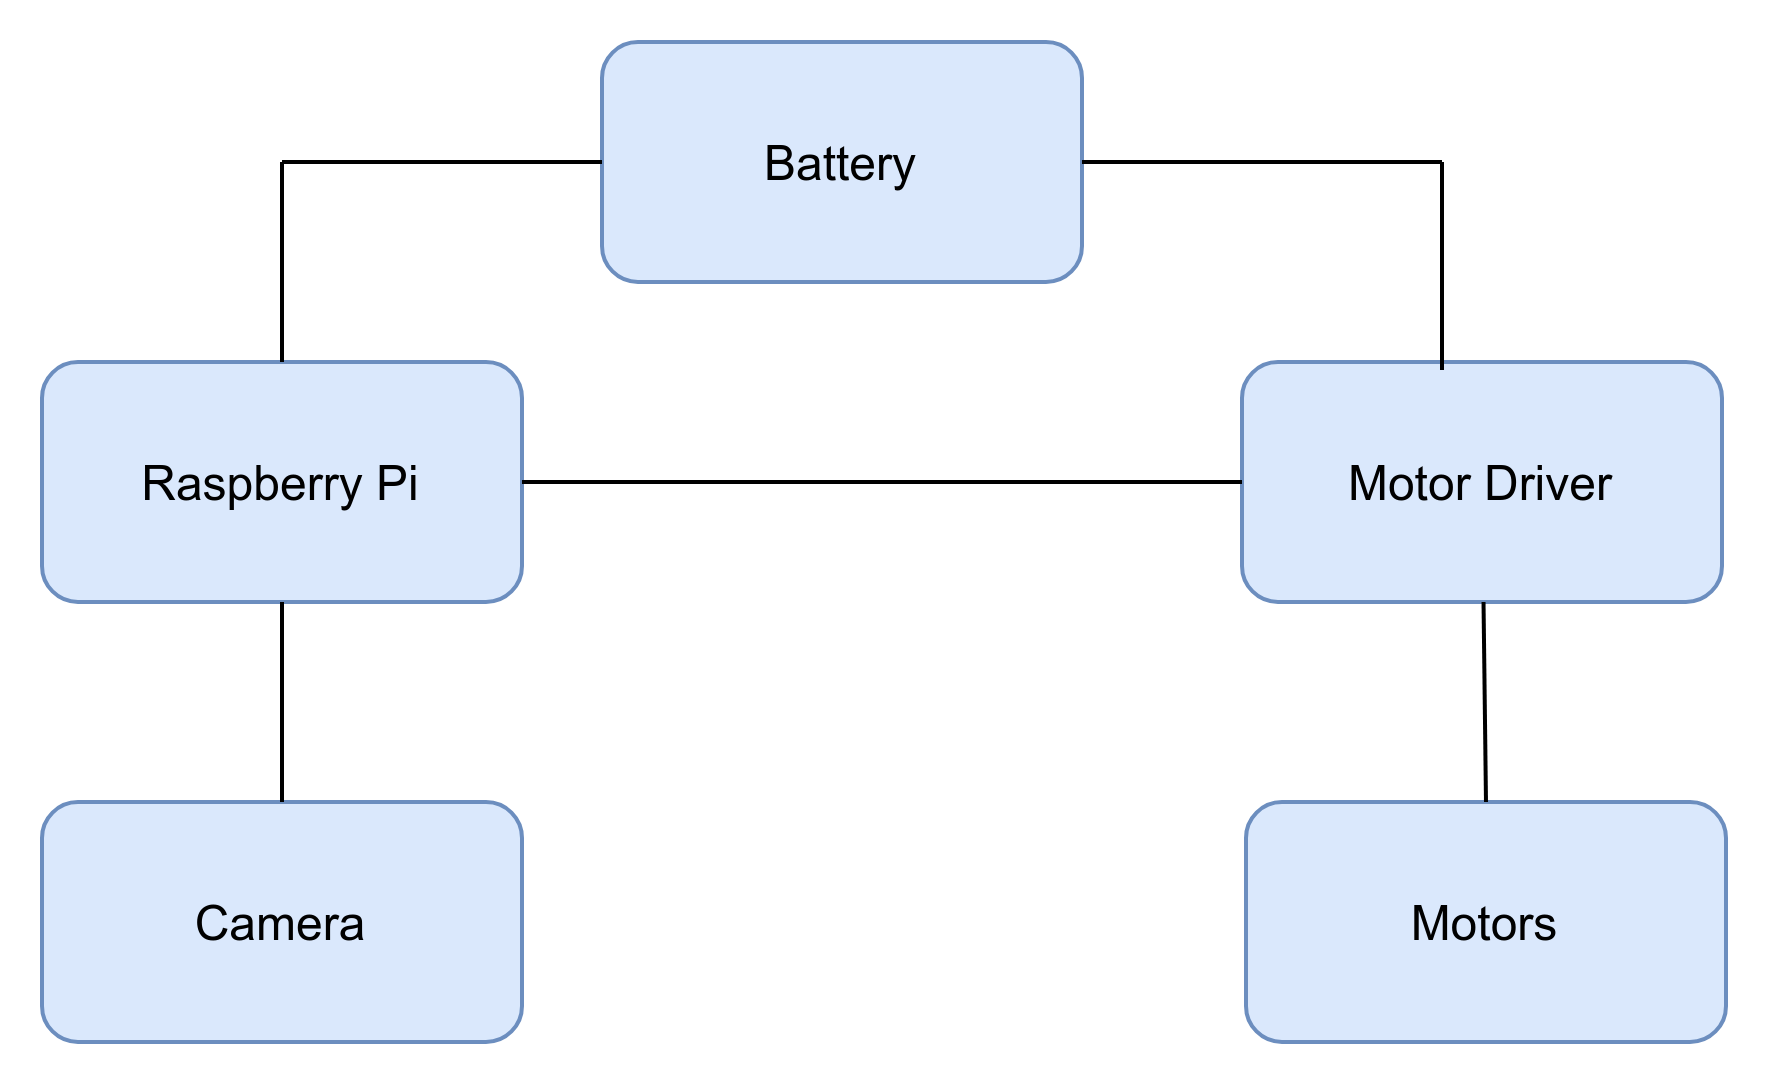 Battery
Raspberry Pi
Motor Driver
Camera
Motors